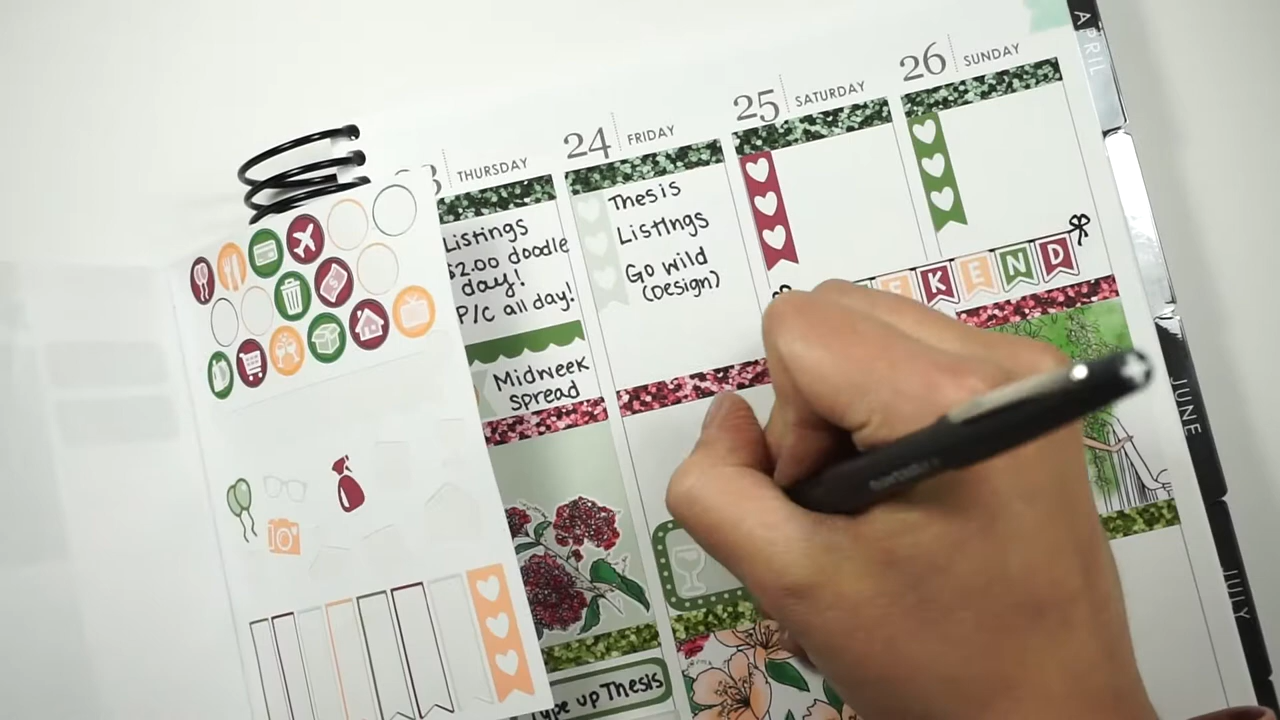 THURSDAY
Listings
$2.00 doodle
day!
P/C all day!
Midweek
spread
Type up Thesis
24 FRIDAY
Thesis
Listings
Go wild
(Design)
25 SATURDAY
26 SUNDAY
KEND
APRIL
JUNE
JULY